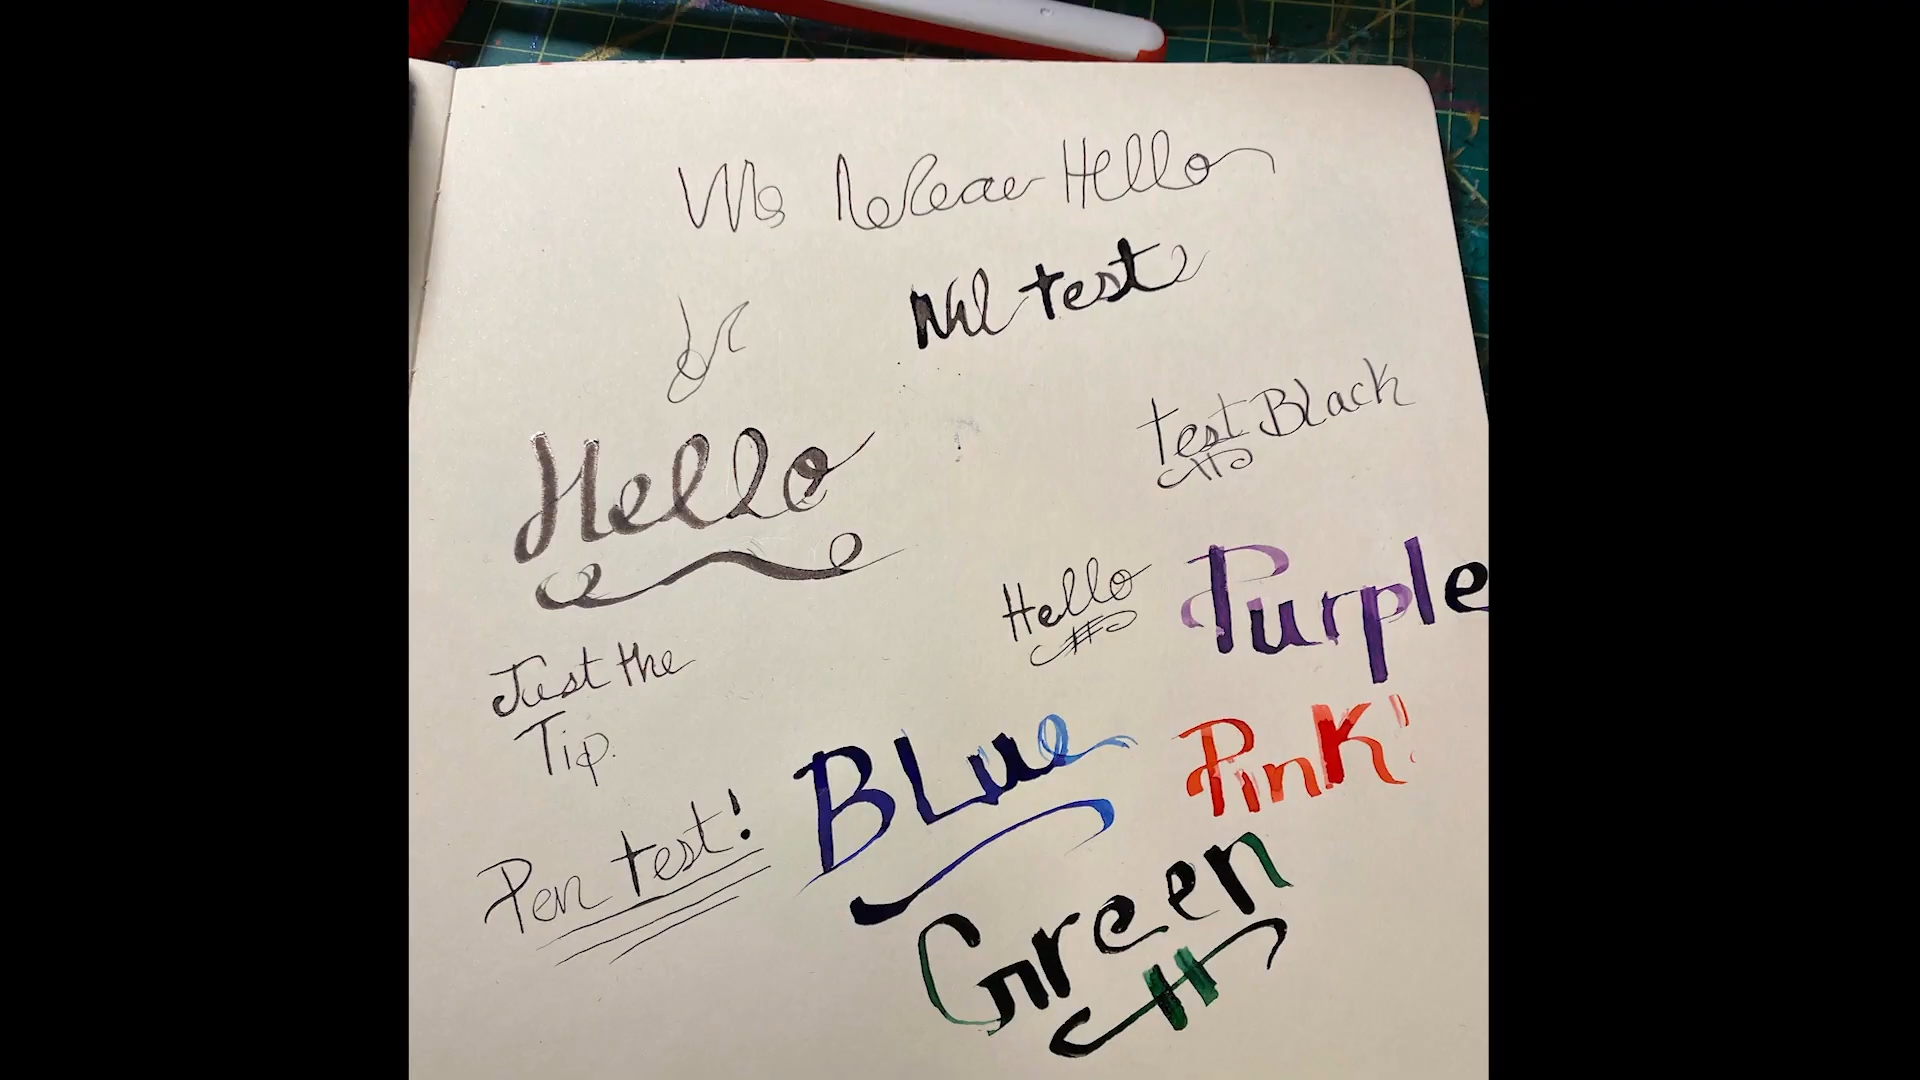 Hello
test
Test Black
Hello
Hello
Purple
Just the
Tip.
BLue
Pink!
Pen test!
Green